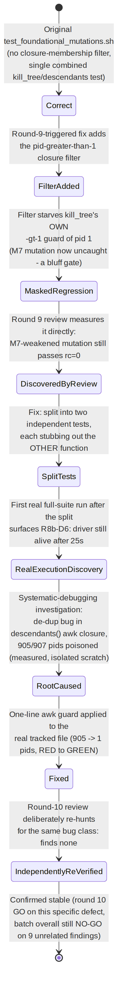 Original
test_foundational_mutations.sh
(no closure-membership filter,
single combined
kill_tree/descendants test)
Correct
Round-9-triggered fix adds
the pid-greater-than-1
closure filter
FilterAdded
Filter starves kill_tree's
OWN
-gt-1 guard of pid 1
(M7 mutation now uncaught
- a bluff gate)
MaskedRegression
Round 9 review measures
it directly:
M7-weakened mutation still
passes rc=0
DiscoveredByReview
Fix: split into two
independent tests,
each stubbing out the
OTHER function
SplitTests
First real full-suite run after
the split
surfaces R8b-D6: driver still
alive after 25s
RealExecutionDiscovery
Systematic-debugging
investigation:
de-dup bug in
descendants() awk closure,
905/907 pids poisoned
(measured, isolated scratch)
RootCaused
One-line awk guard applied
to the
real tracked file (905 -> 1
pids, RED to GREEN)
Fixed
Round-10 review
deliberately re-hunts
for the same bug class:
finds none
IndependentlyReVerified
Confirmed stable (round 10
GO on this specific defect,
batch overall still NO-GO
on 9 unrelated findings)